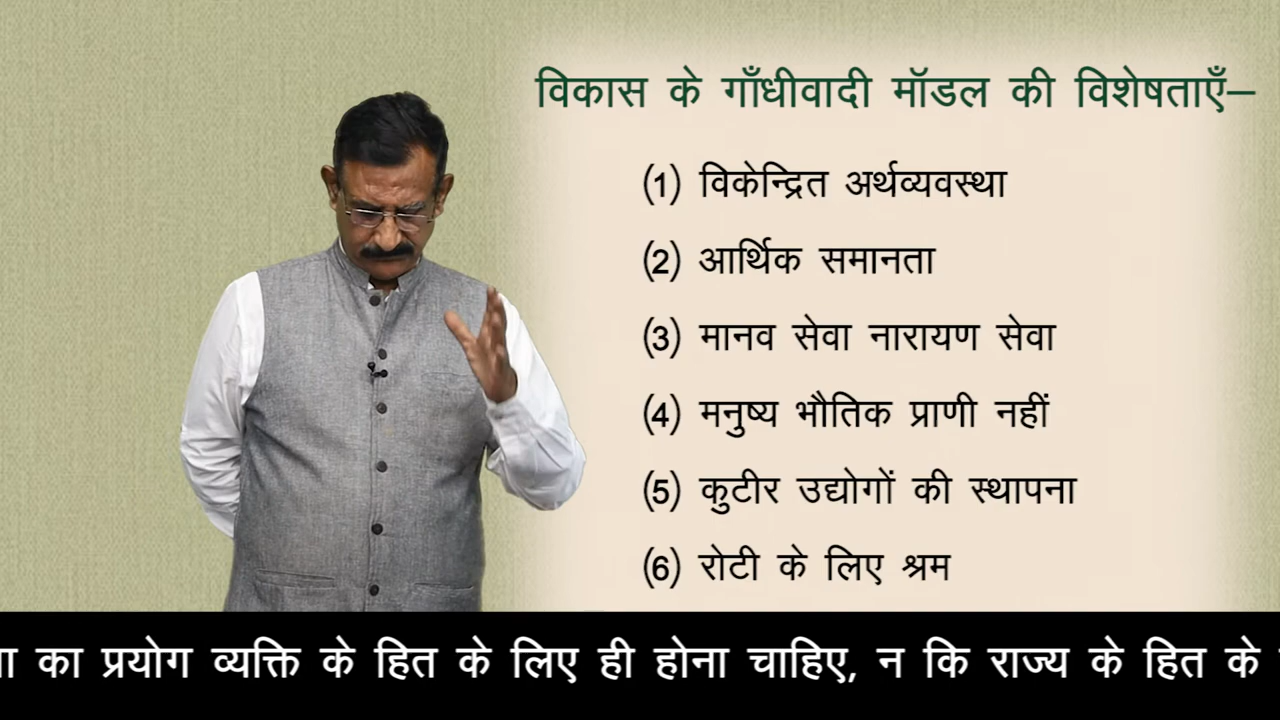 विकास के गाँधीवादी मॉडल की विशेषताएँ–
(1) विकेन्द्रित अर्थव्यवस्था
(2) आर्थिक समानता
(3) मानव सेवा नारायण सेवा
(4) मनुष्य भौतिक प्राणी नहीं
(5) कुटीर उद्योगों की स्थापना
(6) रोटी के लिए श्रम
का प्रयोग व्यक्ति के हित के लिए ही होना चाहिए, न कि राज्य के हित के